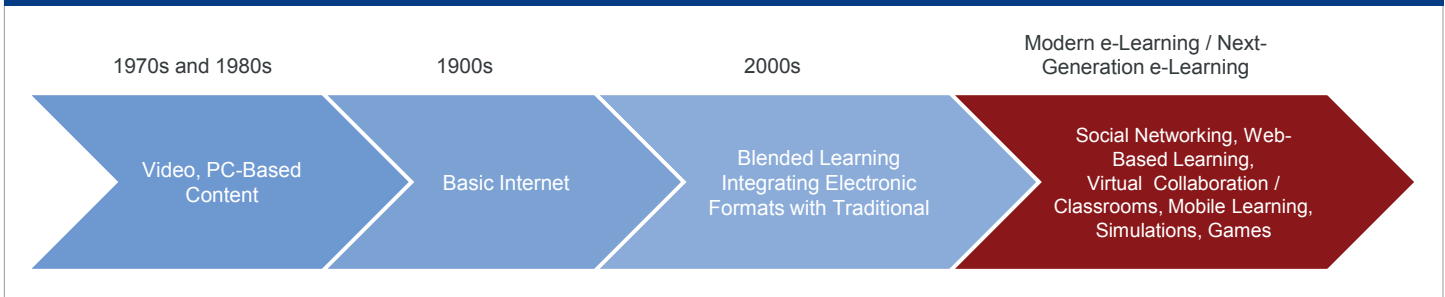 1970s and 1980s
1900s
2000s
Modern e-Learning / Next-
Generation e-Learning
Video, PC-Based
Content
Basic Internet
Blended Learning
Integrating Electronic
Formats with Traditional
Social Networking, Web-
Based Learning,
Virtual Collaboration /
Classrooms, Mobile Learning,
Simulations, Games